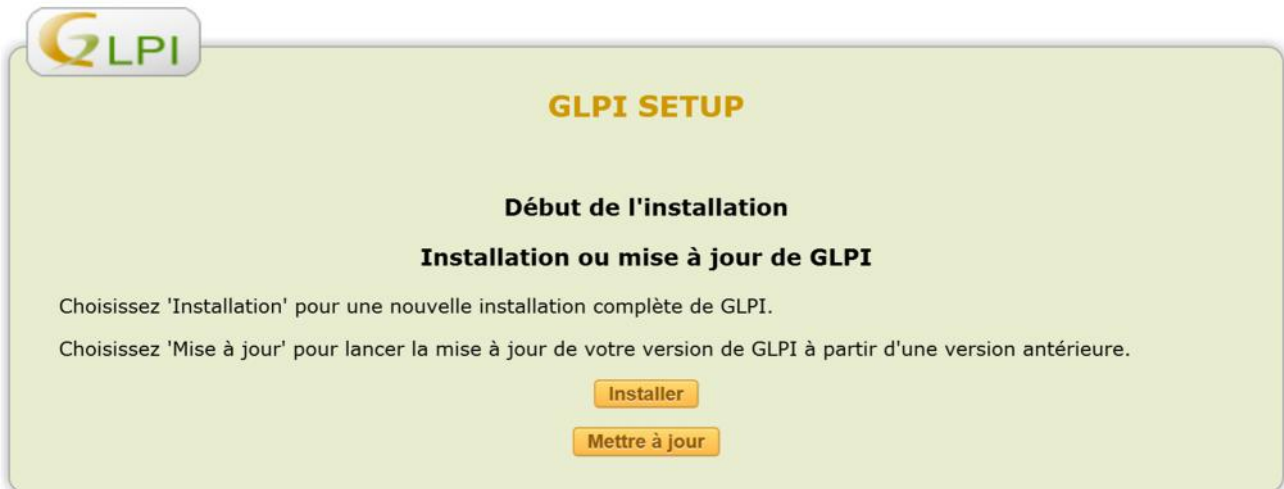 GLPI
GLPI SETUP
Début de l'installation
Installation ou mise à jour de GLPI
Choisissez 'Installation' pour une nouvelle installation complète de GLPI.
Choisissez 'Mise à jour' pour lancer la mise à jour de votre version de GLPI à partir d'une version antérieure.
Installer
Mettre à jour